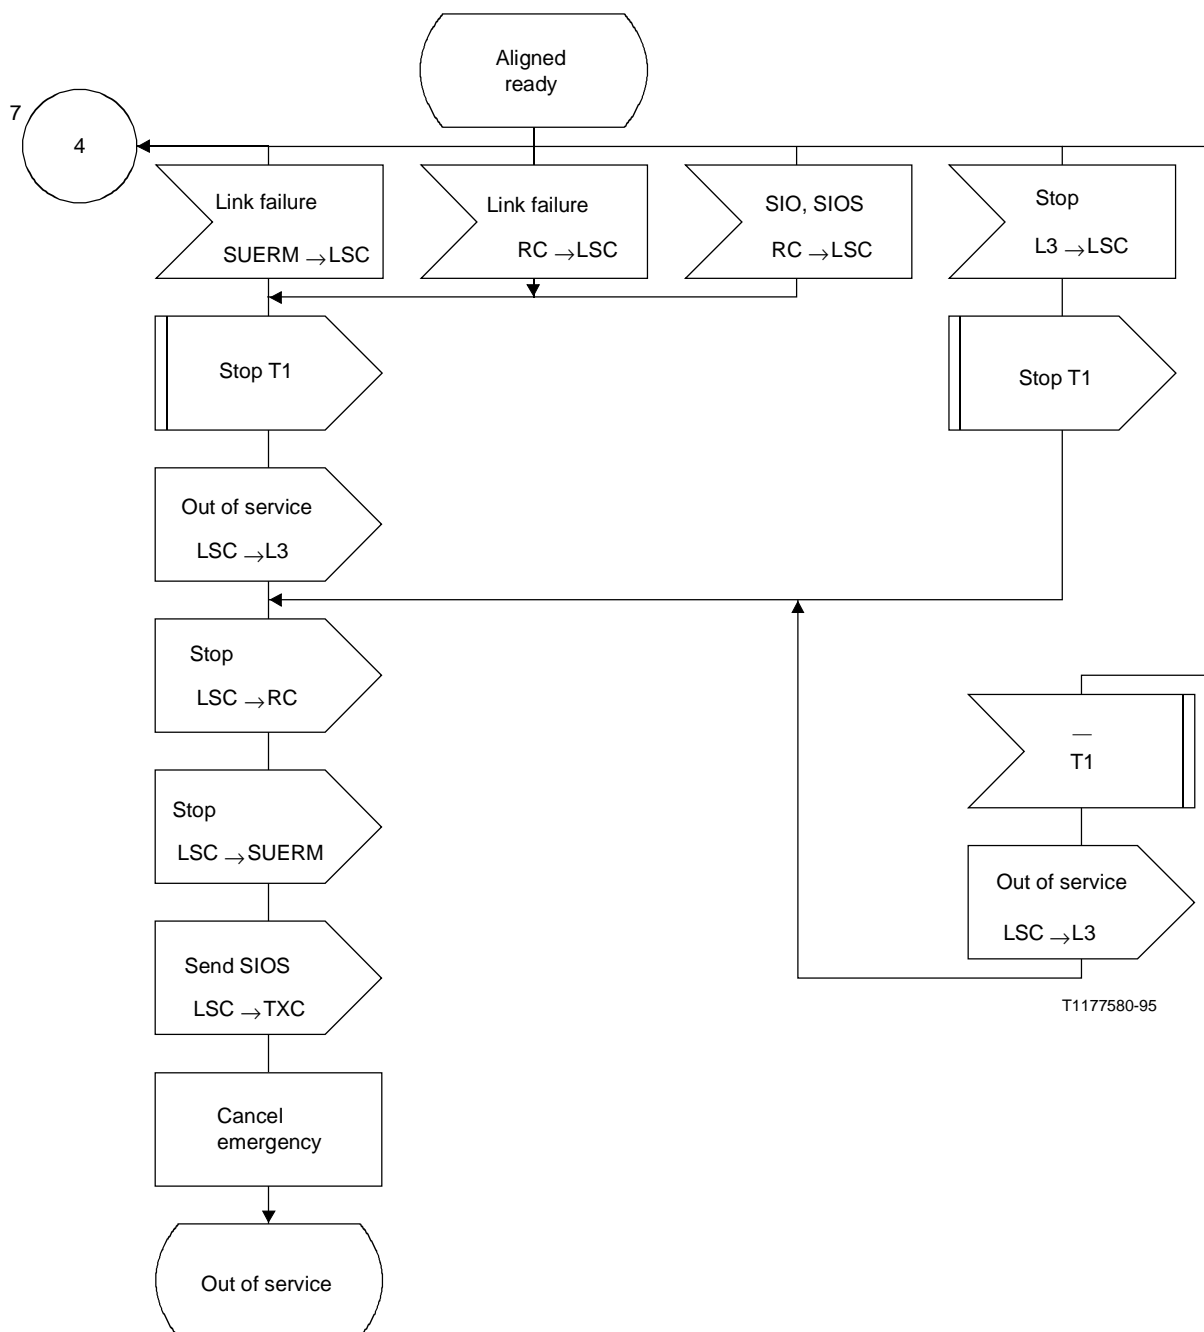 Aligned
ready
7
4
Link failure
SUERM →LSC
Link failure
RC →LSC
SIO, SIOS
RC →LSC
Stop
L3 →LSC
Stop T1
Stop T1
Out of service
LSC →L3
Stop
LSC →RC
T1
Stop
LSC →SUERM
Out of service
LSC →L3
Send SIOS
LSC →TXC
T1177580-95
Cancel
emergency
Out of service